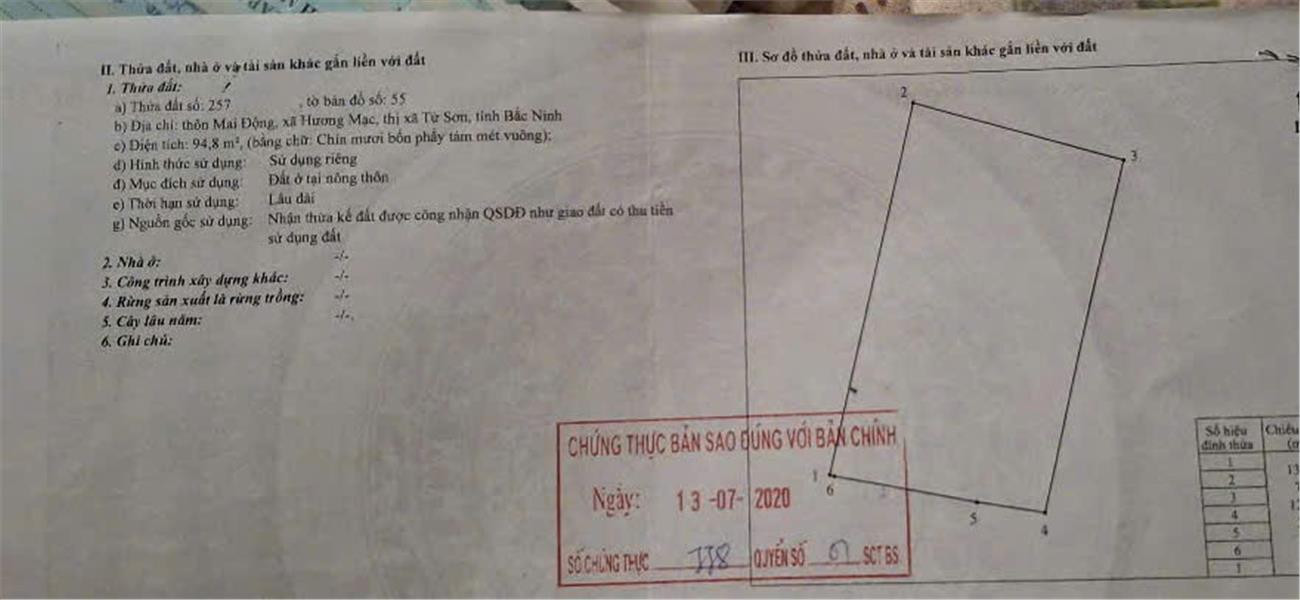 II. Thửa đất, nhà ở và tài sản khác gắn liền với đất
1. Thửa đất:
a) Thửa đất số: 257 , tờ bản đồ số: 55
b) Địa chỉ: thôn Mai Động, xã Hương Mạc, thị xã Từ Sơn, tỉnh Bắc Ninh
c) Diện tích: 94,8 m², (bằng chữ: Chín mươi bốn phẩy tám mét vuông);
d) Hình thức sử dụng: Sử dụng riêng
đ) Mục đích sử dụng: Đất ở tại nông thôn
e) Thời hạn sử dụng: Lâu dài
g) Nguồn gốc sử dụng: Nhận thừa kế đất được công nhận QSDĐ như giao đất có thu tiền
sử dụng đất
2. Nhà ở: -/-
3. Công trình xây dựng khác: -/-
4. Rừng sản xuất là rừng trồng: -/-
5. Cây lâu năm: -/-.
6. Ghi chú:
III. Sơ đồ thửa đất, nhà ở và tài sản khác gắn liền với đất
2
3
1
6
5
4
CHỨNG THỰC BẢN SAO ĐÚNG VỚI BẢN CHÍNH
Ngày: 13-07-2020
SỐ CHỨNG THỰC 778 QUYỂN SỐ 01 SCT BS
Số hiệu đỉnh thửa Chiều
1
13
2
3
12
4
5
6
1